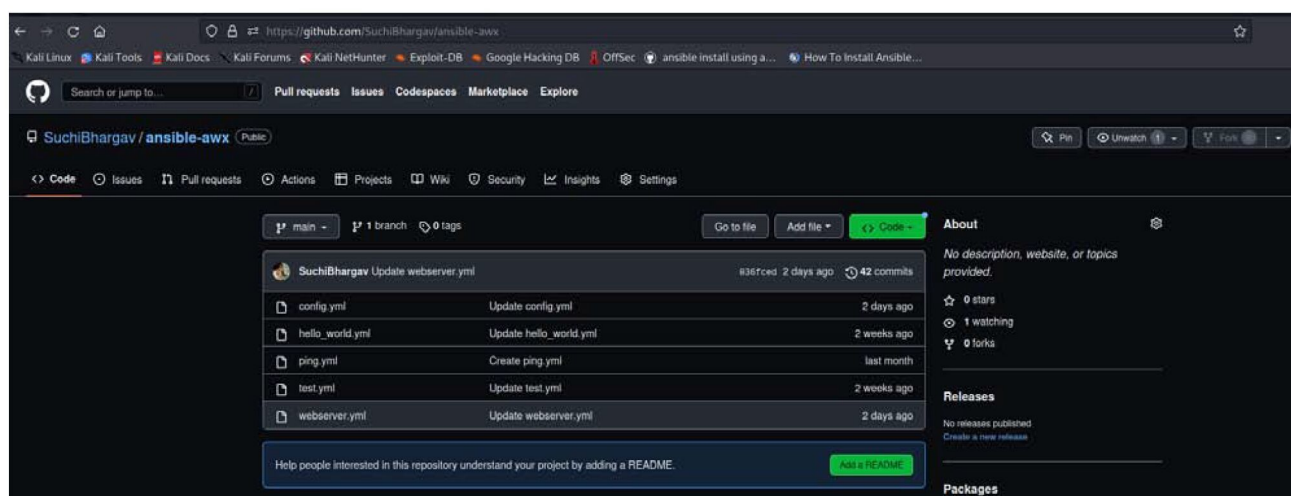 https://github.com/SuchiBhargav/ansible-awx
Kali Linux Kali Tools Kali Docs Kali Forums Kali NetHunter Exploit-DB Google Hacking DB OffSec ansible install using a... How To Install Ansible...
Search or jump to... / Pull requests Issues Codespaces Marketplace Explore
SuchiBhargav / ansible-awx Public Pin Unwatch 1 Fork
<> Code Issues Pull requests Actions Projects Wiki Security Insights Settings
main 1 branch 0 tags Go to file Add file <> Code About
No description, website, or topics
provided.
SuchiBhargav Update webserver.yml 036fced 2 days ago 42 commits
config.yml Update config.yml 2 days ago
0 stars
hello_world.yml Update hello_world.yml 2 weeks ago
1 watching
ping.yml Create ping.yml last month
0 forks
test.yml Update test.yml 2 weeks ago
Releases
webserver.yml Update webserver.yml 2 days ago
No releases published
Create a new release
Help people interested in this repository understand your project by adding a README. Add a README
Packages